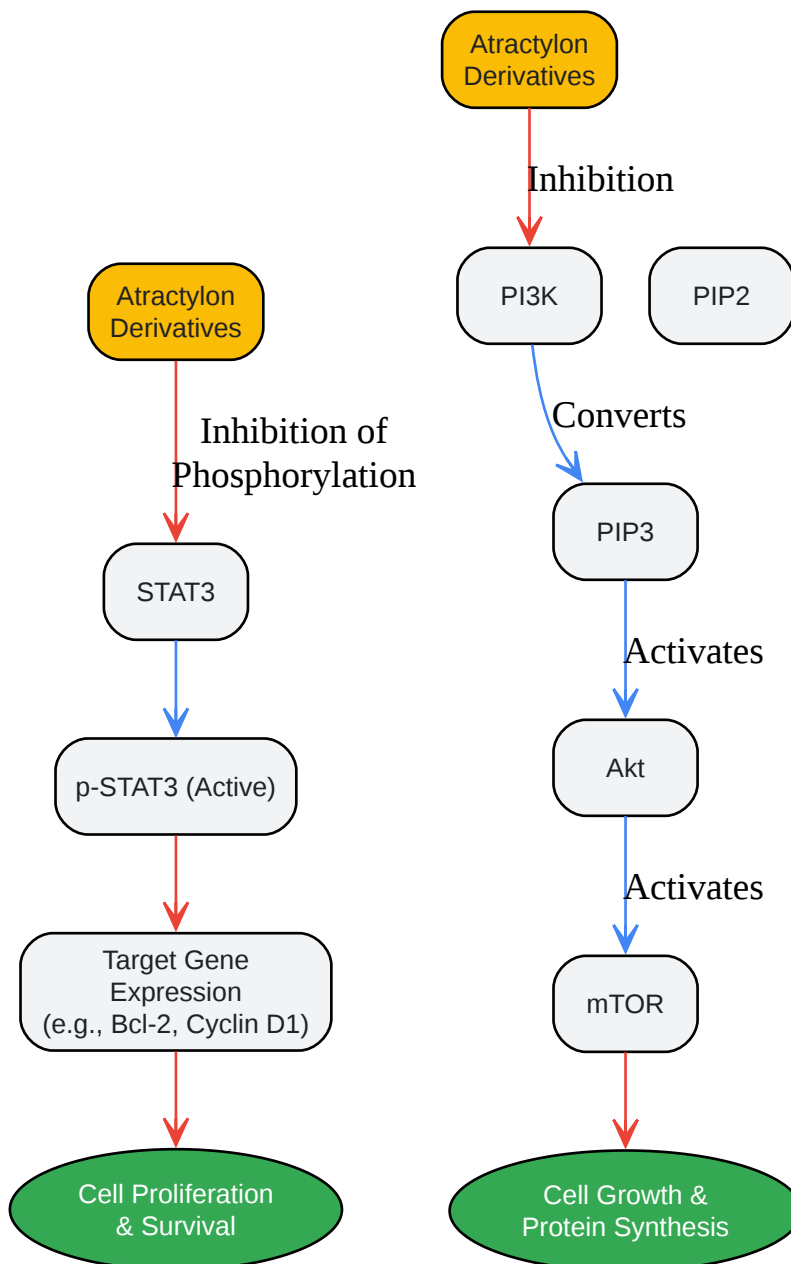 Atractylon
Derivatives
Inhibition of
Phosphorylation
STAT3
p-STAT3 (Active)
Target Gene
Expression
(e.g., Bcl-2, Cyclin D1)
Cell Proliferation
& Survival
Atractylon
Derivatives
Inhibition
PI3K
PIP2
Converts
PIP3
Activates
Akt
Activates
mTOR
Cell Growth &
Protein Synthesis